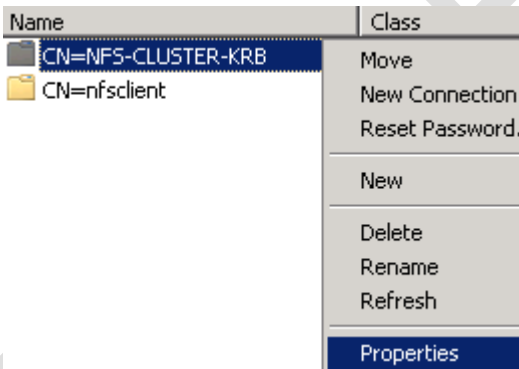 Name Class
CN=NFS-CLUSTER-KRB
CN=nfsclient
Move
New Connection
Reset Password.
New
Delete
Rename
Refresh
Properties